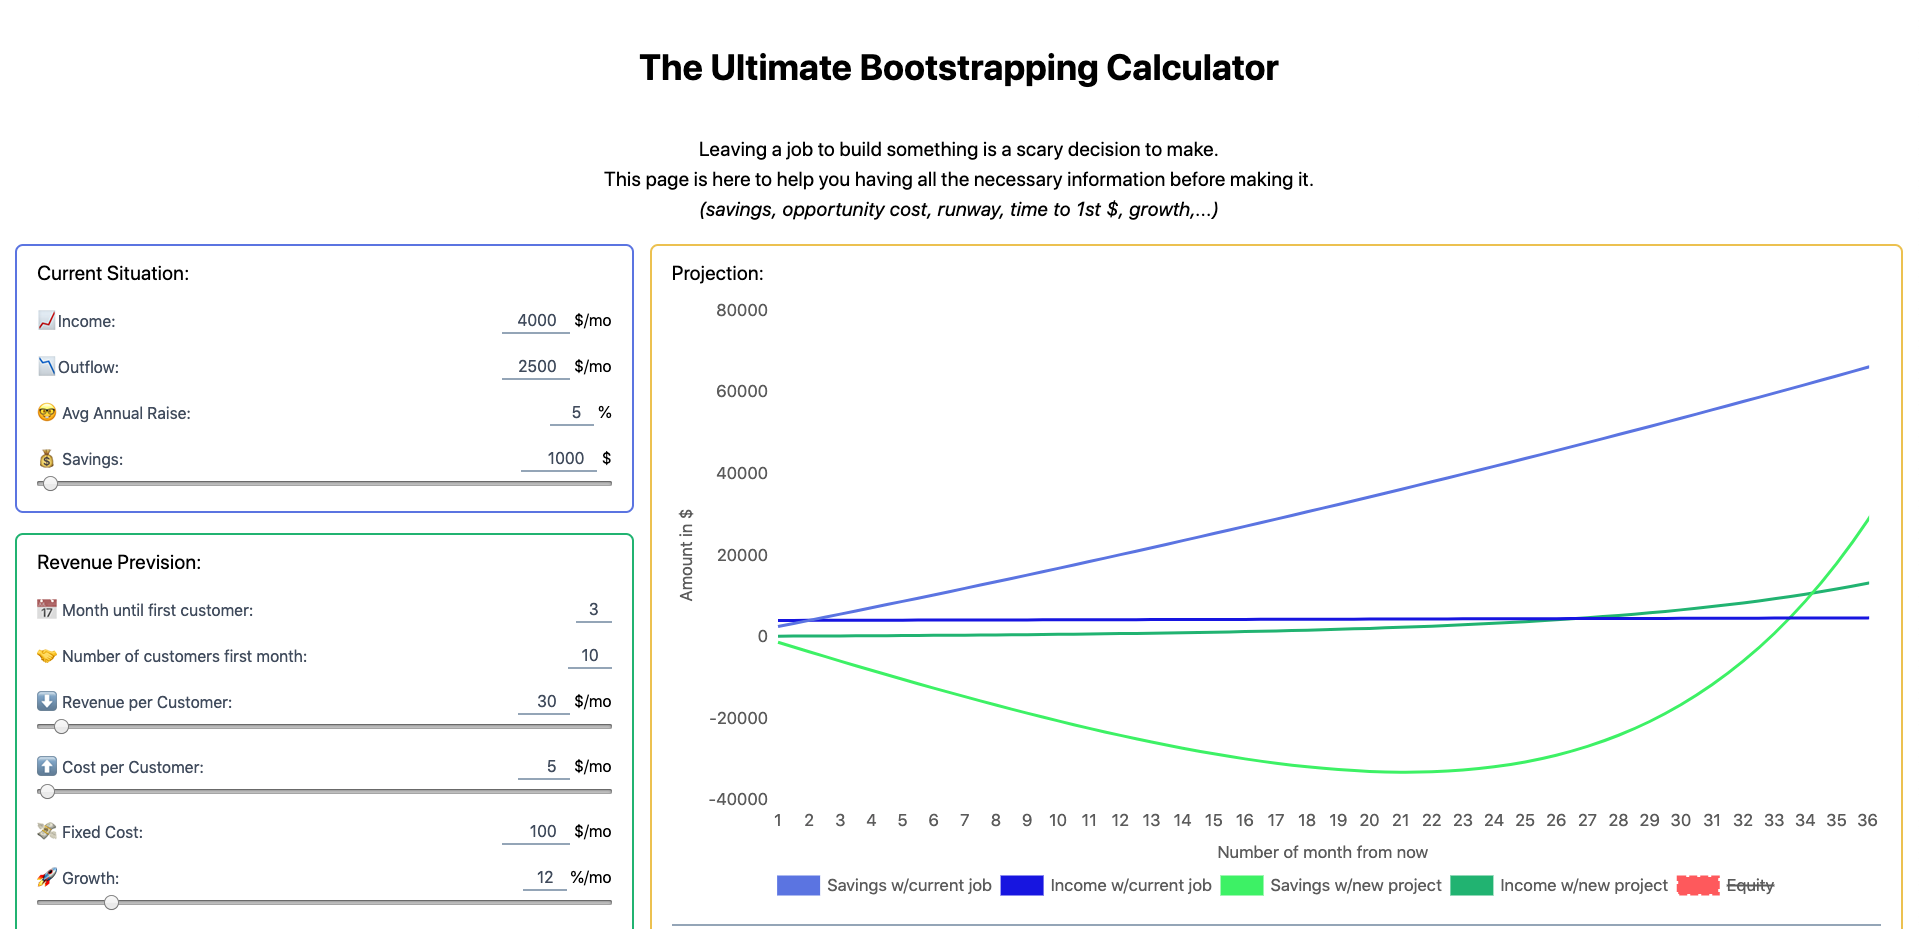 The Ultimate Bootstrapping Calculator
Leaving a job to build something is a scary decision to make.
This page is here to help you having all the necessary information before making it.
(savings, opportunity cost, runway, time to 1st $, growth,...)
Current Situation:
Income: 4000 $/mo
Outflow: 2500 $/mo
Avg Annual Raise: 5 %
Savings: 1000 $
Revenue Prevision:
17 Month until first customer: 3
Number of customers first month: 10
Revenue per Customer: 30 $/mo
Cost per Customer: 5 $/mo
Fixed Cost: 100 $/mo
Growth: 12 %/mo
Projection:
80000
60000
40000
20000
0
-20000
-40000
Amount in $
1 2 3 4 5 6 7 8 9 10 11 12 13 14 15 16 17 18 19 20 21 22 23 24 25 26 27 28 29 30 31 32 33 34 35 36
Number of month from now
Savings w/current job Income w/current job Savings w/new project Income w/new project Equity